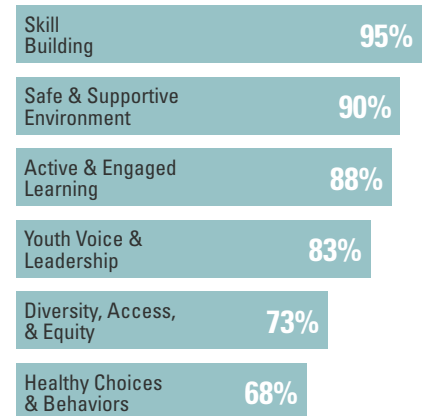 Skill
Building
95%
Safe & Supportive
Environment
90%
Active & Engaged
Learning
88%
Youth Voice &
Leadership
83%
Diversity, Access,
& Equity
73%
Healthy Choices
& Behaviors
68%